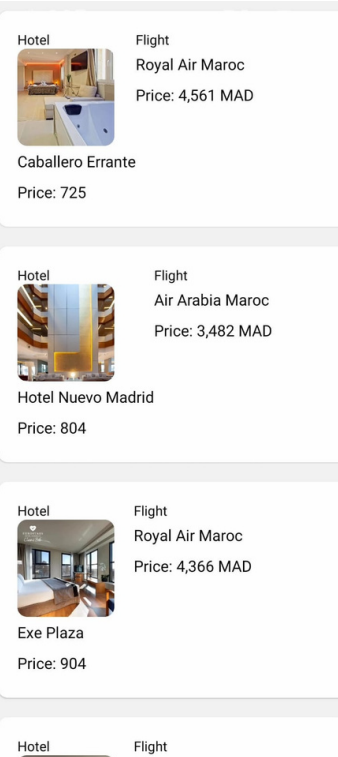 Hotel
Flight
Royal Air Maroc
Price: 4,561 MAD
Caballero Errante
Price: 725
Hotel
Flight
Air Arabia Maroc
Price: 3,482 MAD
Hotel Nuevo Madrid
Price: 804
Hotel
Flight
Royal Air Maroc
Price: 4,366 MAD
Exe Plaza
Price: 904
Hotel
Flight